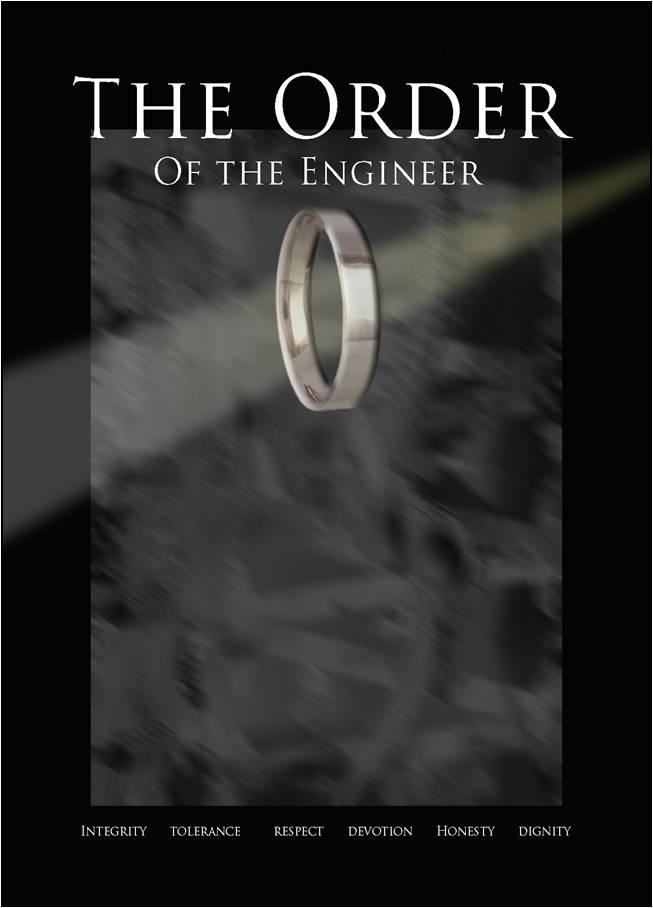 The Order
Of the Engineer
Integrity tolerance respect devotion Honesty dignity